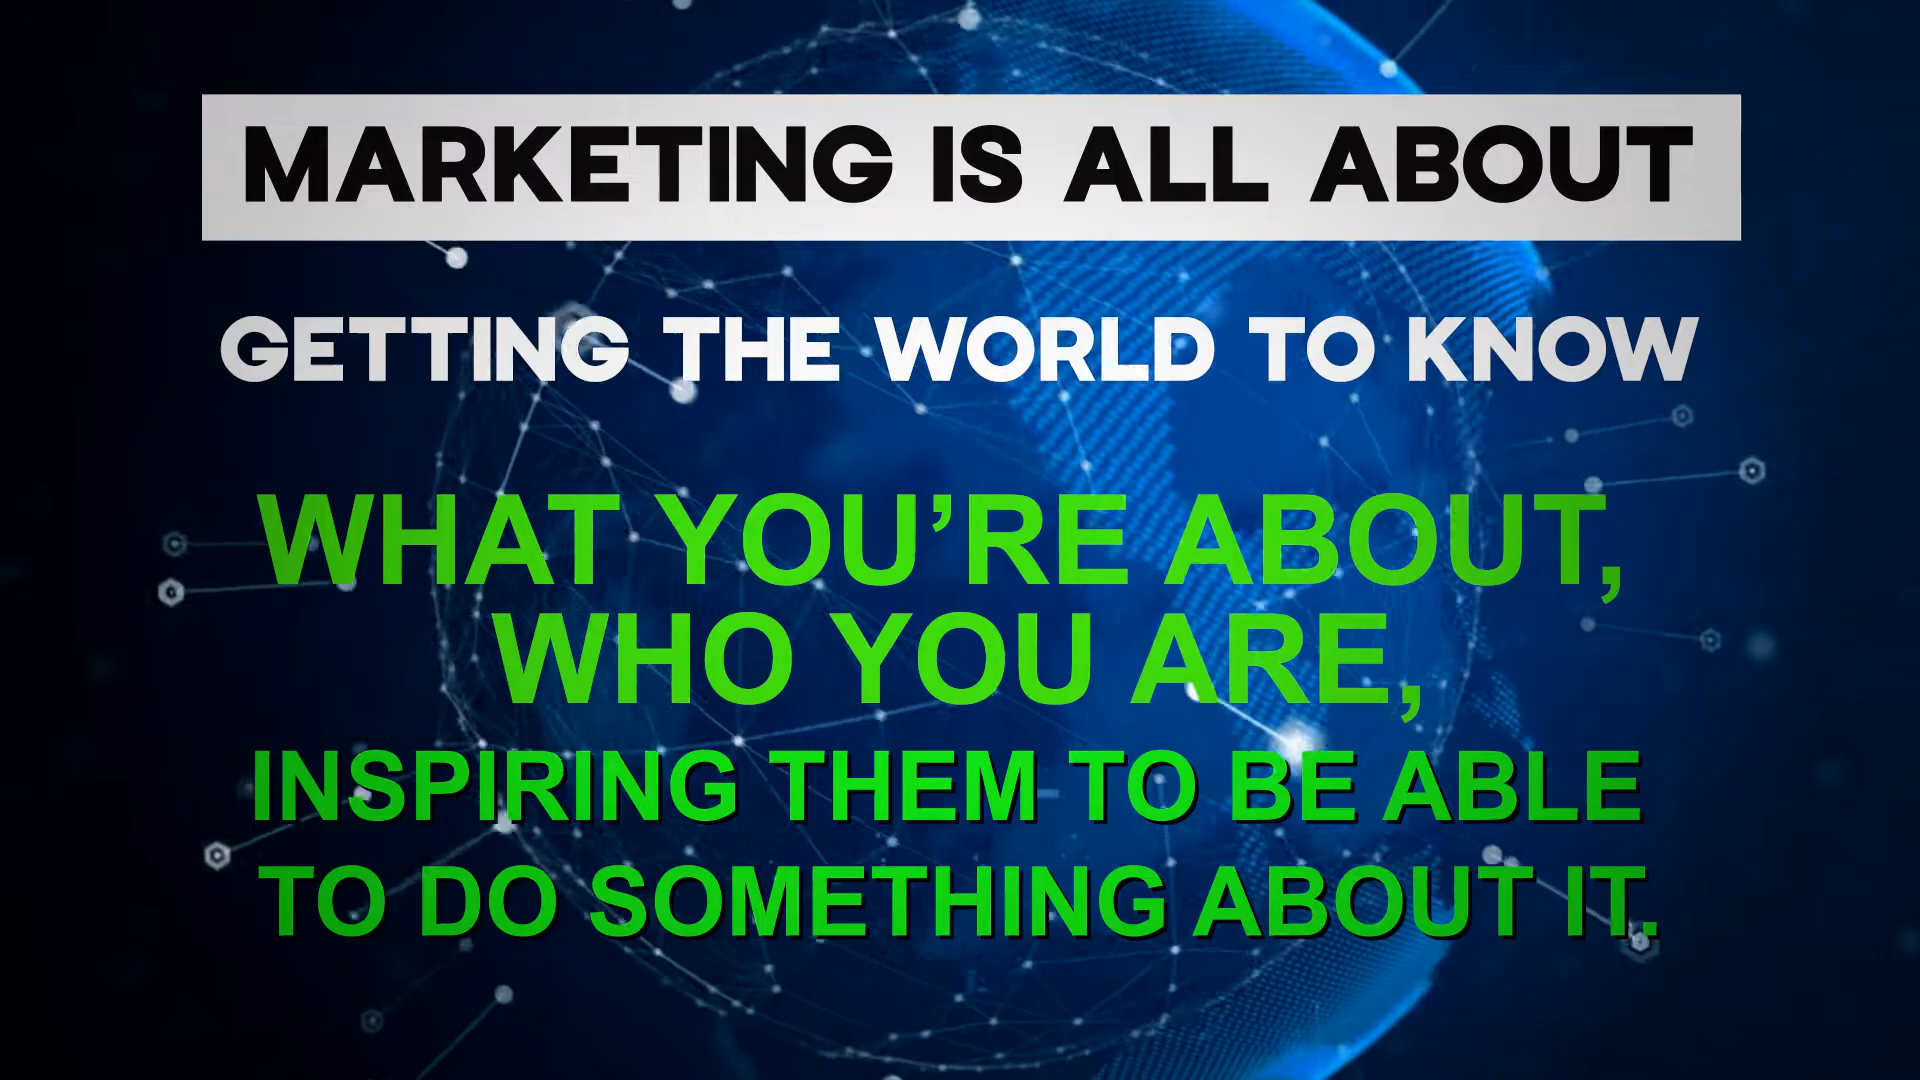 MARKETING IS ALL ABOUT
GETTING THE WORLD TO KNOW
WHAT YOU’RE ABOUT,
WHO YOU ARE,
INSPIRING THEM TO BE ABLE
TO DO SOMETHING ABOUT IT.